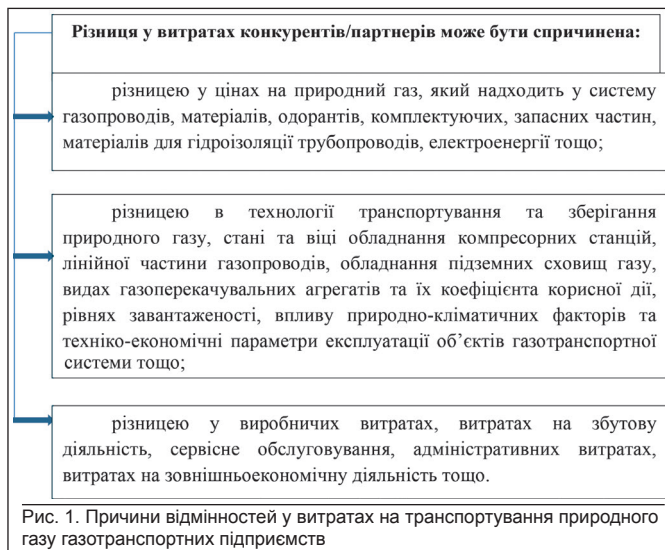 Різниця у витратах конкурентів/партнерів може бути спричинена:
різницею у цінах на природний газ, який надходить у систему
газопроводів, матеріалів, одорантів, комплектуючих, запасних частин,
матеріалів для гідроізоляції трубопроводів, електроенергії тощо;
різницею в технології транспортування та зберігання
природного газу, стані та віці обладнання компресорних станцій,
лінійної частини газопроводів, обладнання підземних сховищ газу,
видах газоперекачувальних агрегатів та їх коефіцієнта корисної дії,
рівнях завантаженості, впливу природно-кліматичних факторів та
техніко-економічні параметри експлуатації об’єктів газотранспортної
системи тощо;
різницею у виробничих витратах, витратах на збутову
діяльність, сервісне обслуговування, адміністративних витратах,
витратах на зовнішньоекономічну діяльність тощо.
Рис. 1. Причини відмінностей у витратах на транспортування природного
газу газотранспортних підприємств